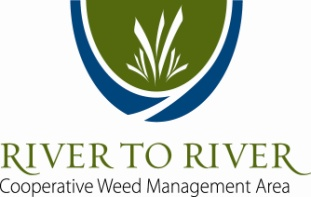 RIVER TO RIVER
Cooperative Weed Management Area